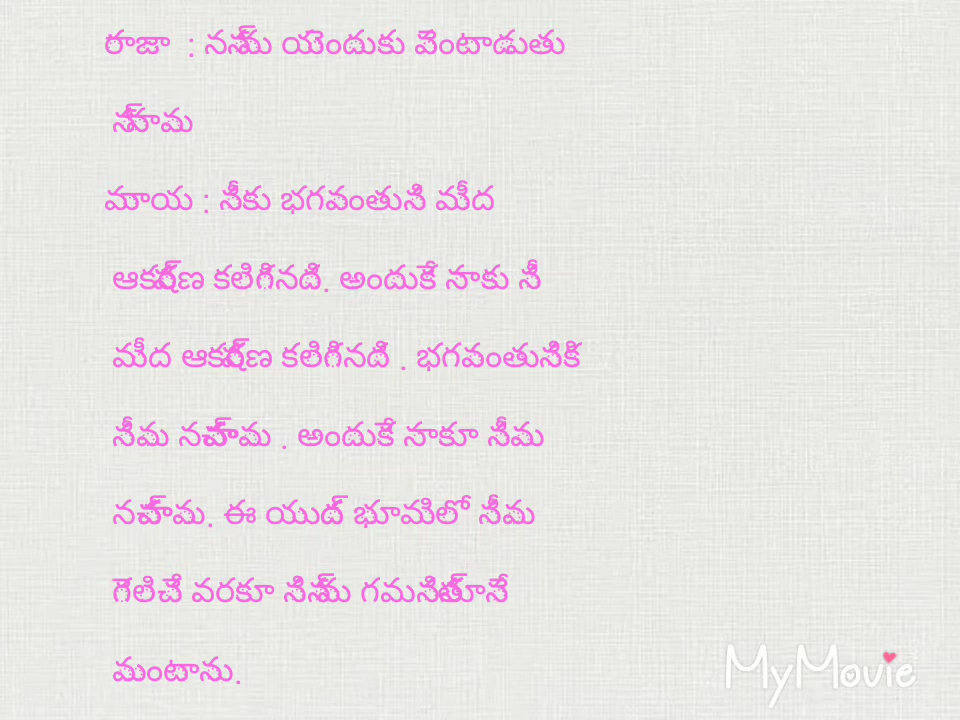 రాజా : నన్ను యెందుకు వెంటాడుతు
న్నావు
మాయ : నీకు భగవంతుని మీద
ఆకర్షణ కలిగినది. అందుకే నాకు నీ
మీద ఆకర్షణ కలిగినది . భగవంతునికి
నీవు నచ్చావు . అందుకే నాకూ నీవు
నచ్చావు. ఈ యుద్ధ భూమిలో నీవు
గెలిచే వరకూ నిన్ను గమనిస్తూనే
వుంటాను.
MyMovie